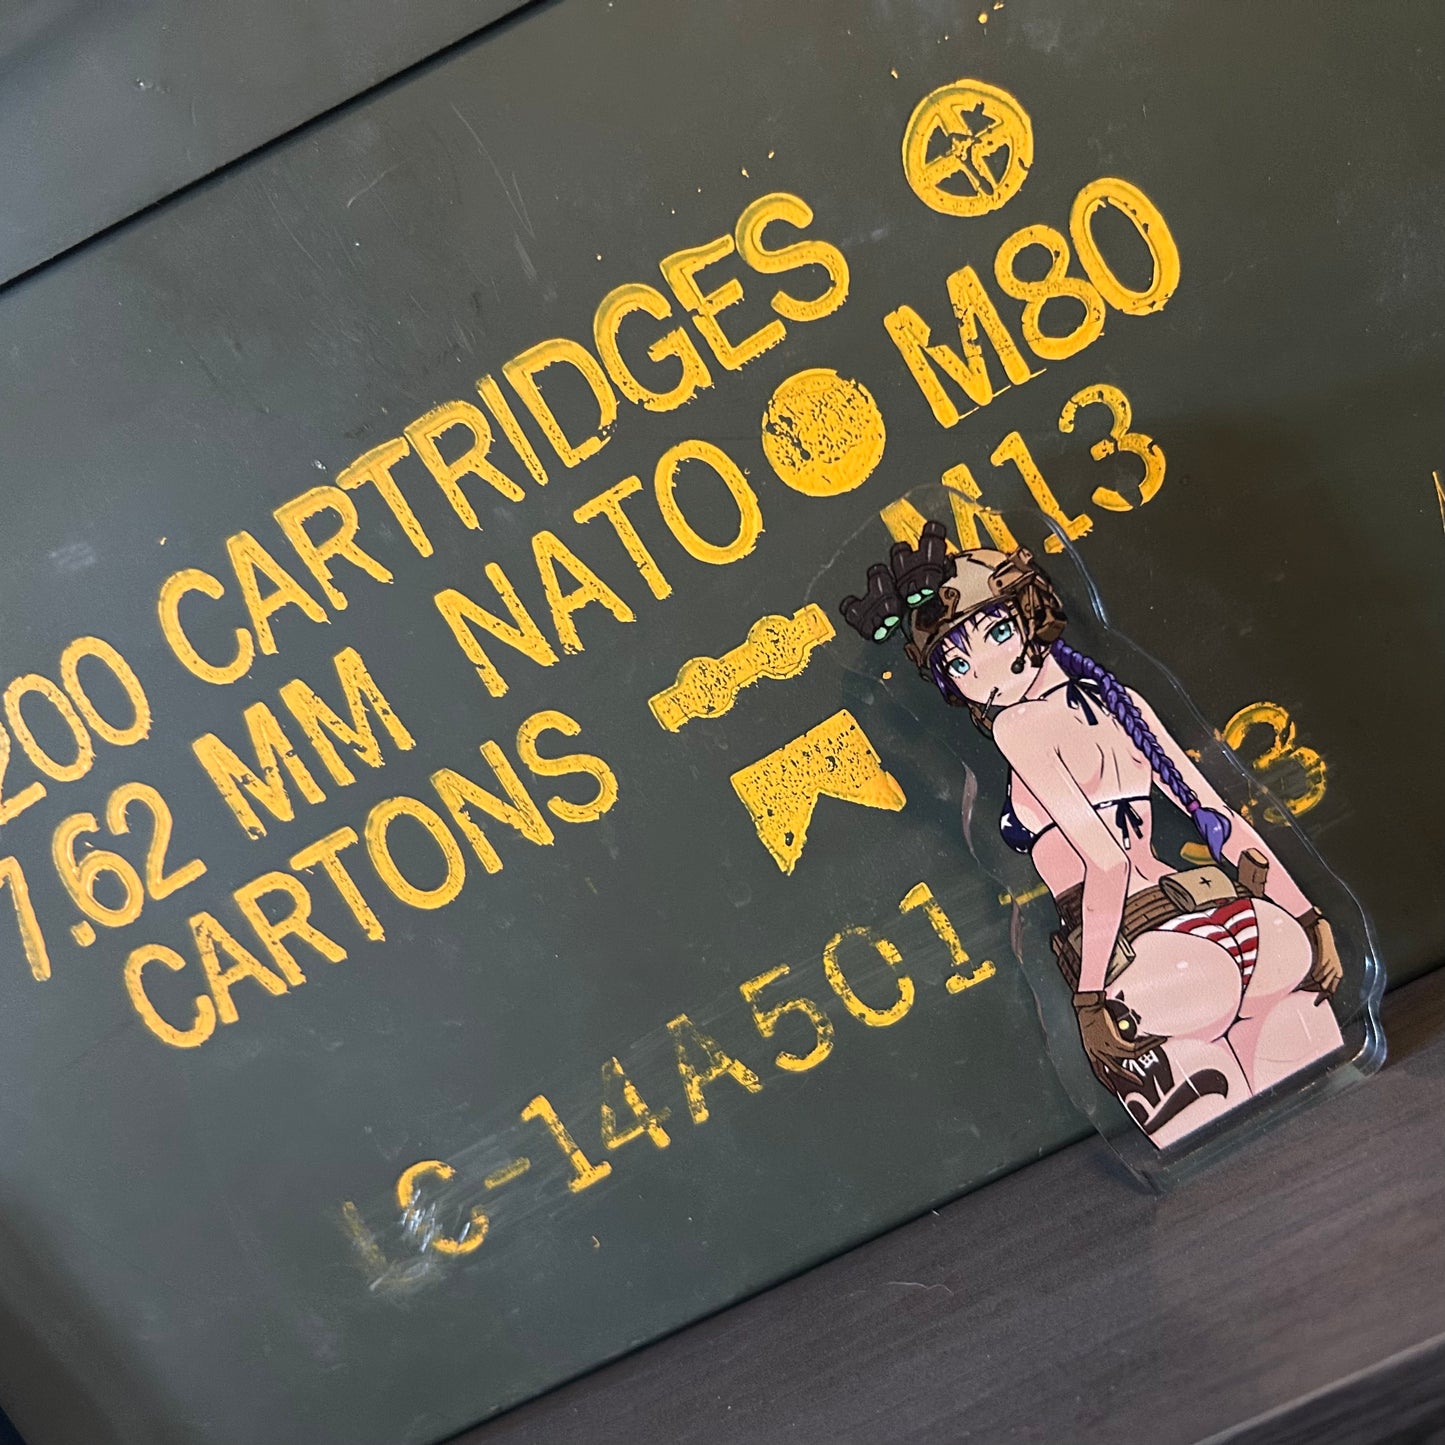 200 CARTRIDGES
7.62 MM NATO M80
CARTONS M13
LC-14A501-